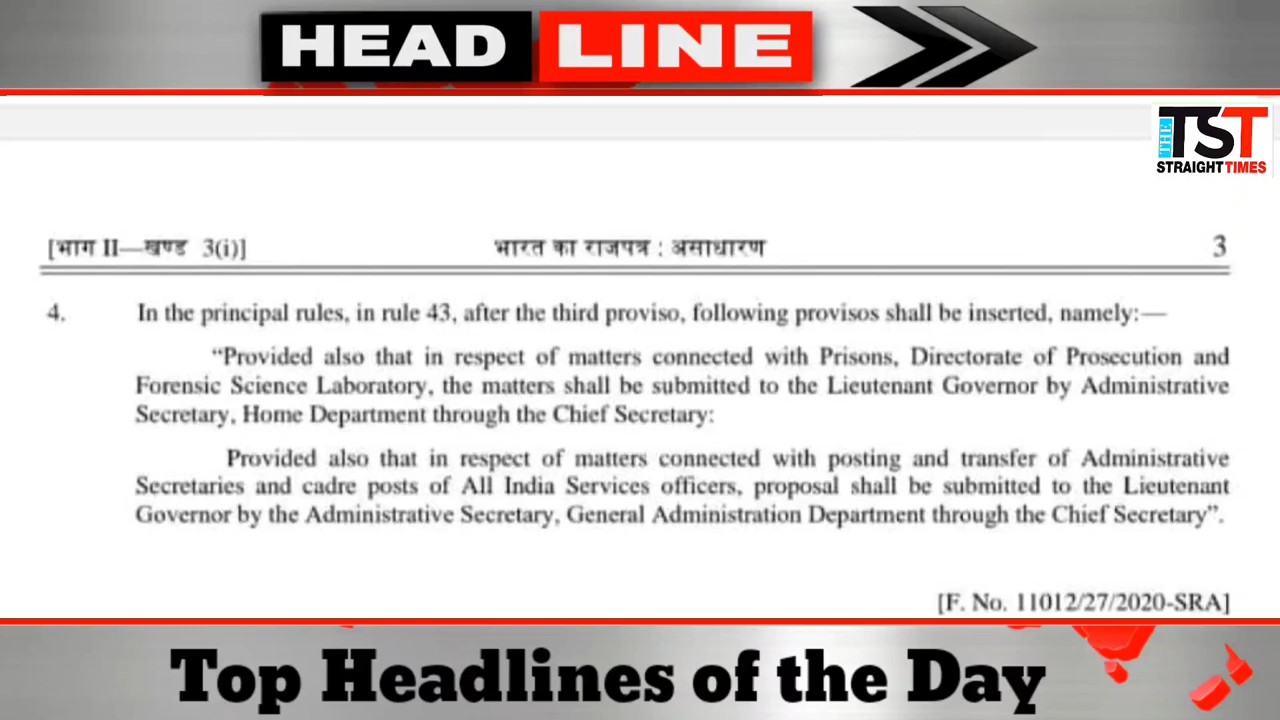 HEAD LINE
THE TST
STRAIGHT TIMES
[भाग II—खण्ड 3(i)] भारत का राजपत्र : असाधारण 3
4. In the principal rules, in rule 43, after the third proviso, following provisos shall be inserted, namely:—
“Provided also that in respect of matters connected with Prisons, Directorate of Prosecution and
Forensic Science Laboratory, the matters shall be submitted to the Lieutenant Governor by Administrative
Secretary, Home Department through the Chief Secretary:
Provided also that in respect of matters connected with posting and transfer of Administrative
Secretaries and cadre posts of All India Services officers, proposal shall be submitted to the Lieutenant
Governor by the Administrative Secretary, General Administration Department through the Chief Secretary”.
[F. No. 11012/27/2020-SRA]
Top Headlines of the Day